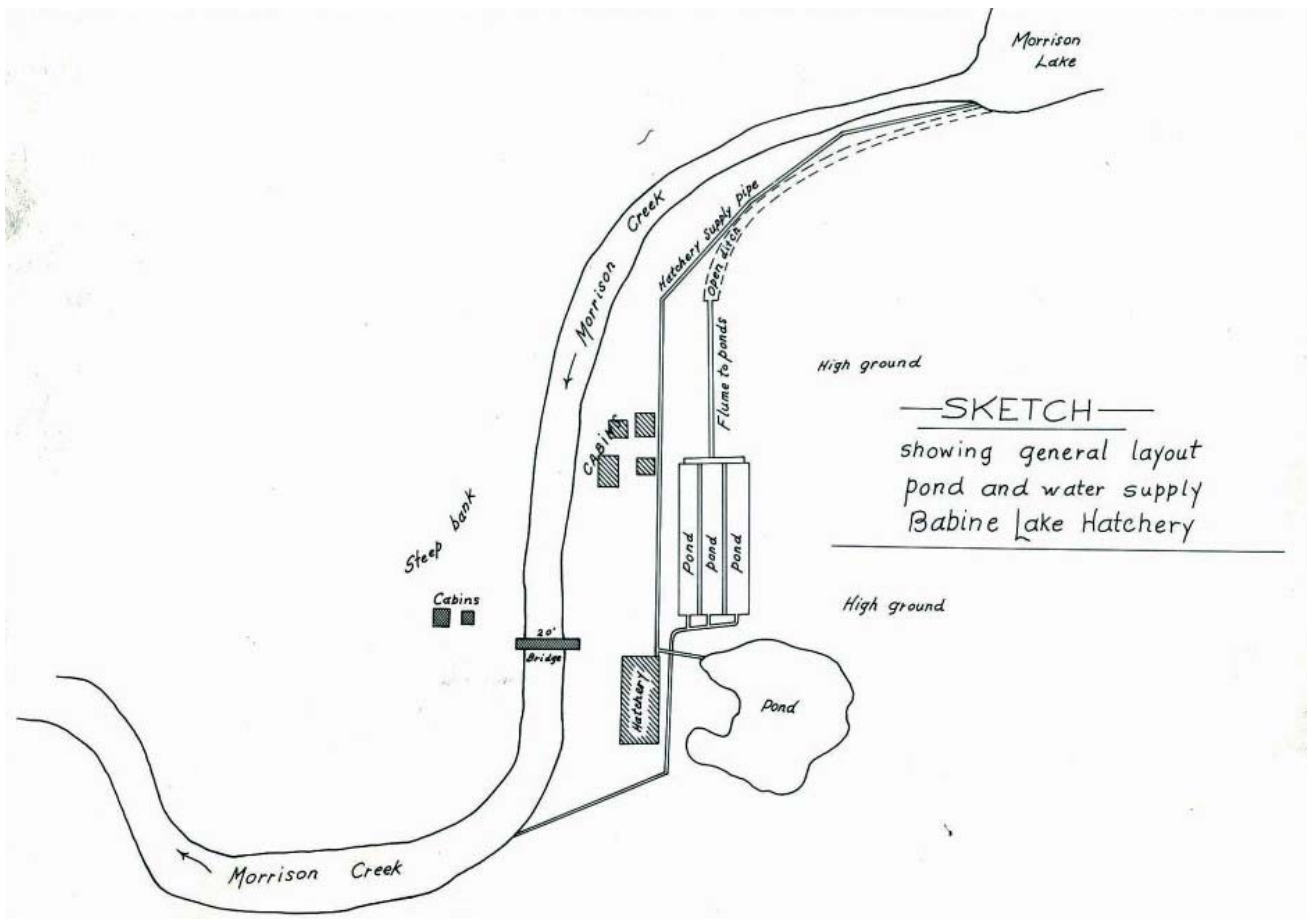 Morrison
Lake
Morrison Creek
Hatchery Supply pipe
Open ditch
Flume to ponds
High ground
SKETCH
showing general layout
pond and water supply
Babine Lake Hatchery
CABINS
Steep bank
Pond
pond
pond
Cabins
High ground
20'
Bridge
Hatchery
Pond
Morrison Creek